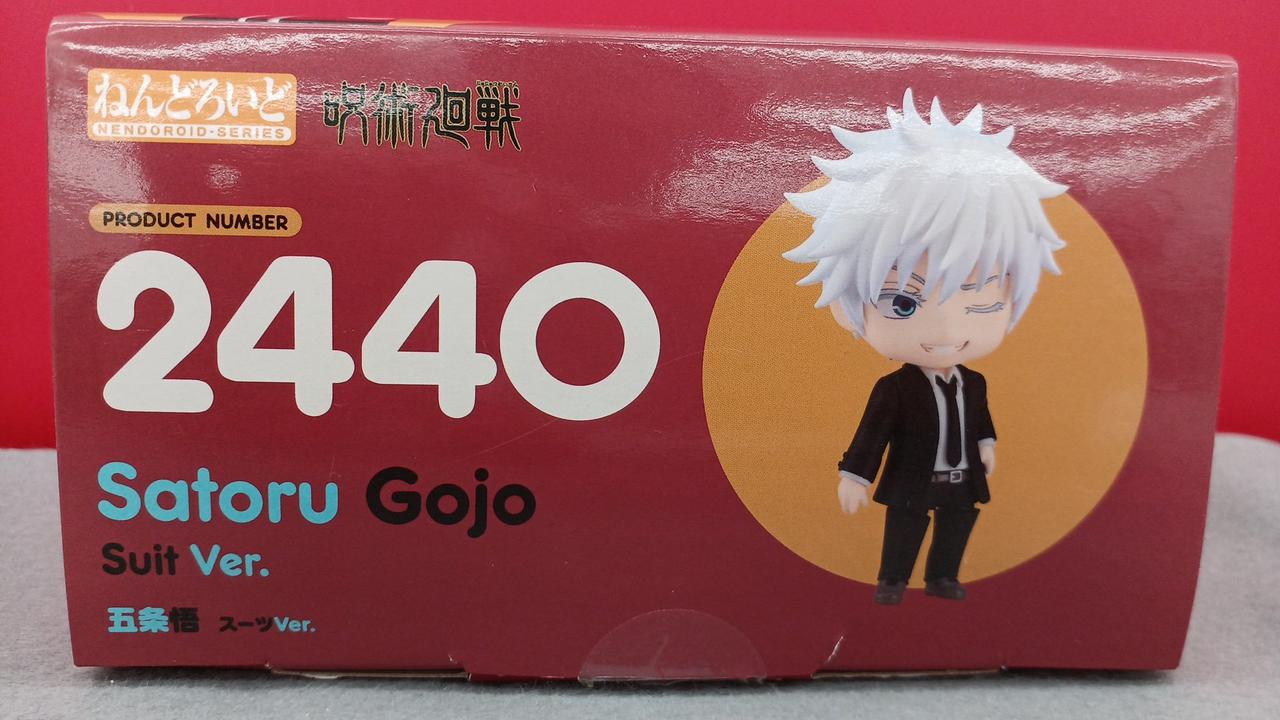 ねんどろいど
NENDOROID·SERIES
呪術廻戦
PRODUCT NUMBER
2440
Satoru Gojo
Suit Ver.
五条悟 スーツVer.